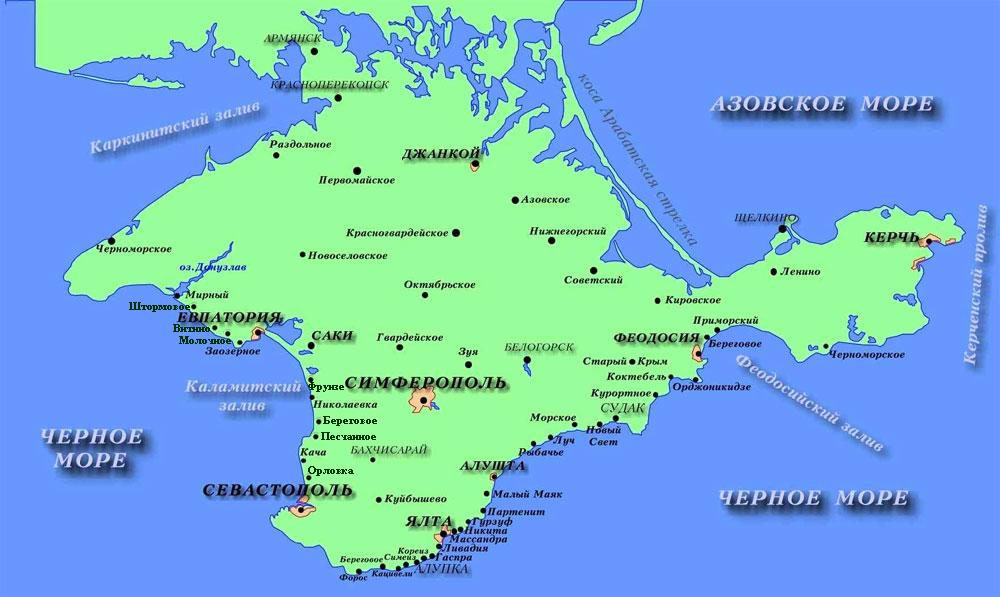 АРМЯНСК
КРАСНОПЕРЕКОПСК
коса Арабатская стрелка
АЗОВСКОЕ МОРЕ
Каркинитский залив
Раздольное
ДЖАНКОЙ
Первомайское
Азовское
ЩЕЛКИНО
Черноморское
Красногвардейское
Нижнегорский
КЕРЧЬ
Керченский пролив
Новоселовское
оз.Донузлав
Советский
Ленино
Октябрьское
Мирный
Кировское
Штормовое
ЕВПАТОРИЯ
Приморский
Витино
Молочное
САКИ
Гвардейское
ФЕОДОСИЯ
Береговое
Заозерное
Зуя
БЕЛОГОРСК
Черноморское
Старый Крым
Феодосийский залив
Коктебель
Орджоникидзе
Каламитский
залив
Фрунзе
СИМФЕРОПОЛЬ
Курортное
Николаевка
СУДАК
Береговое
Морское
Новый
Свет
ЧЕРНОЕ
МОРЕ
Песчанное
Луч
Рыбачье
Кача
БАХЧИСАРАЙ
Орловка
АЛУШТА
СЕВАСТОПОЛЬ
Куйбышево
Малый Маяк
ЧЕРНОЕ МОРЕ
Партенит
ЯЛТА
Гурзуф
Никита
Массандра
Ливадия
Кореиз
Гаспра
Симеиз
Береговое
АЛУПКА
Кацивели
Форос